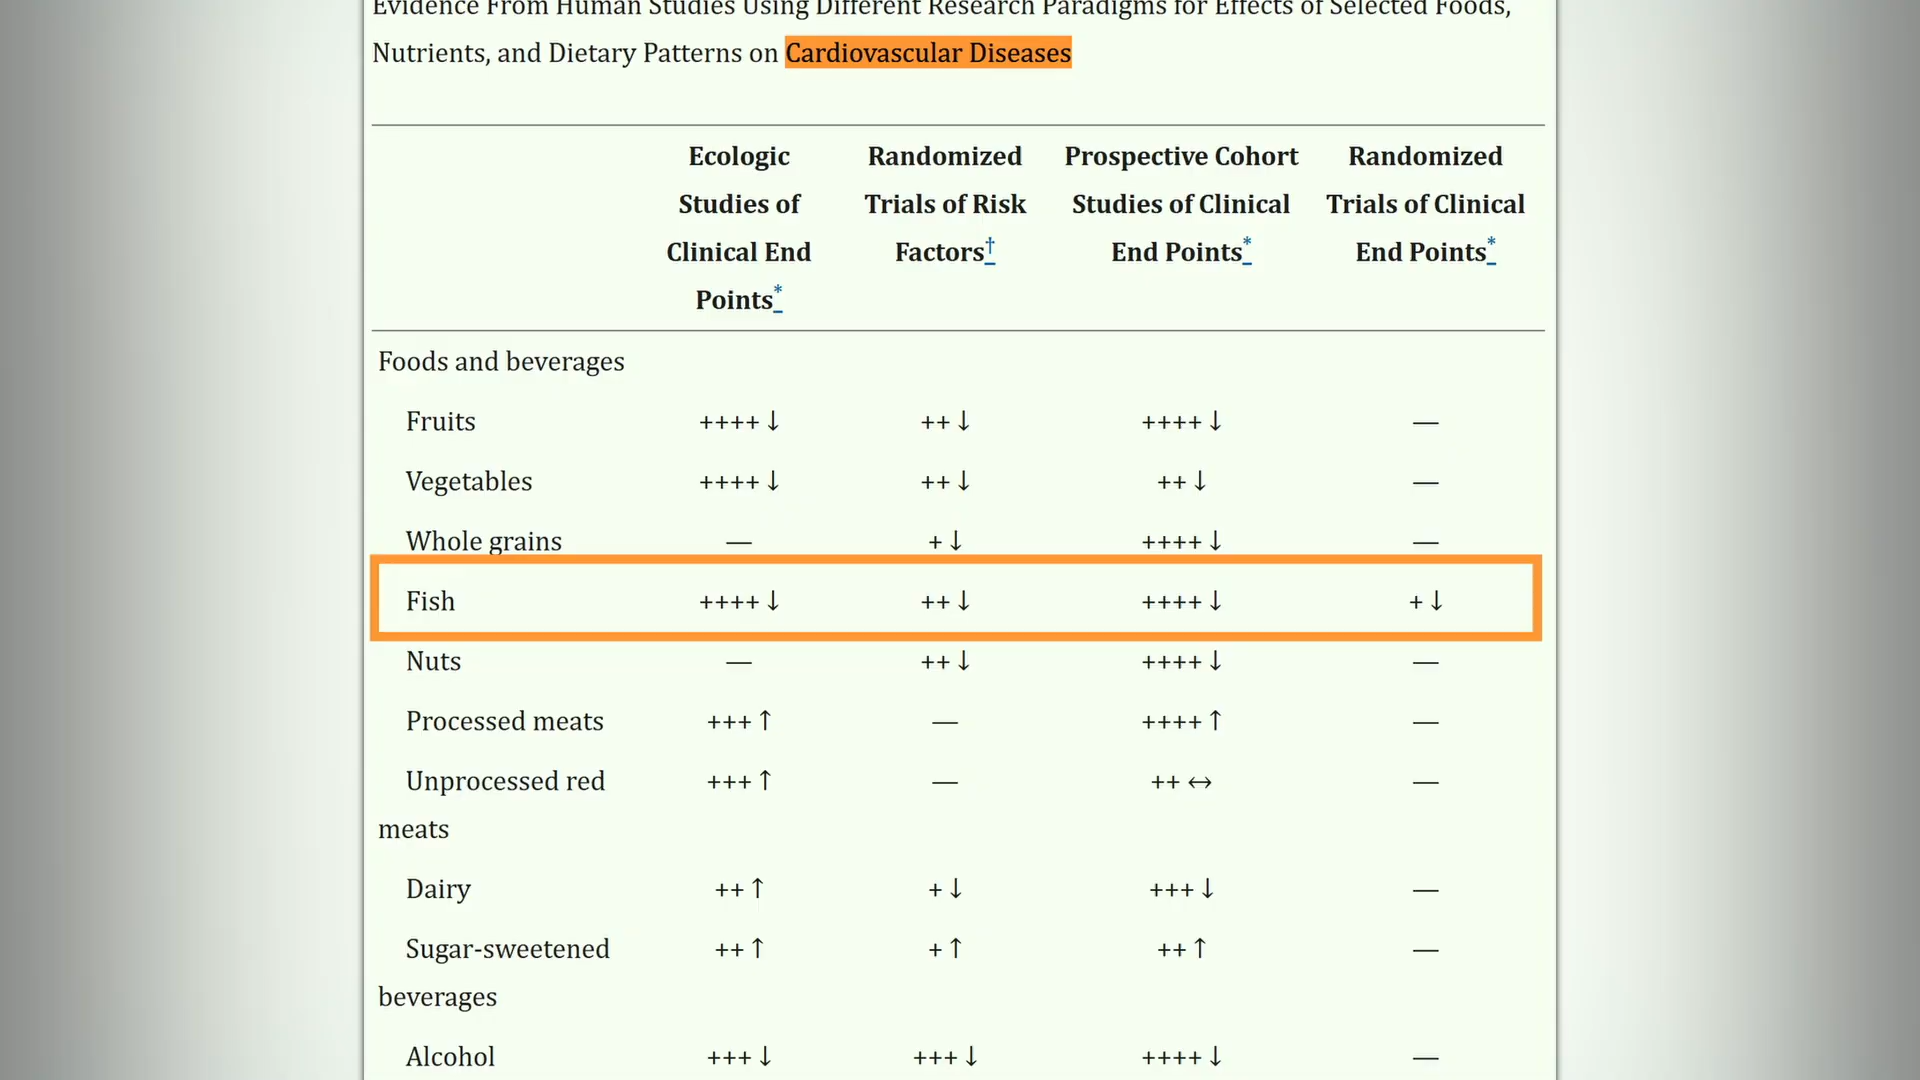 Evidence From Human Studies Using Different Research Paradigms for Effects of Selected Foods,
Nutrients, and Dietary Patterns on Cardiovascular Diseases
Ecologic Studies of Clinical End Points* Randomized Trials of Risk Factors† Prospective Cohort Studies of Clinical End Points* Randomized Trials of Clinical End Points*
Foods and beverages
Fruits ++++ ↓ ++ ↓ ++++ ↓ —
Vegetables ++++ ↓ ++ ↓ ++ ↓ —
Whole grains — + ↓ ++++ ↓ —
Fish ++++ ↓ ++ ↓ ++++ ↓ + ↓
Nuts — ++ ↓ ++++ ↓ —
Processed meats +++ ↑ — ++++ ↑ —
Unprocessed red +++ ↑ — ++ ↔ —
meats
Dairy ++ ↑ + ↓ +++ ↓ —
Sugar-sweetened ++ ↑ + ↑ ++ ↑ —
beverages
Alcohol +++ ↓ +++ ↓ ++++ ↓ —